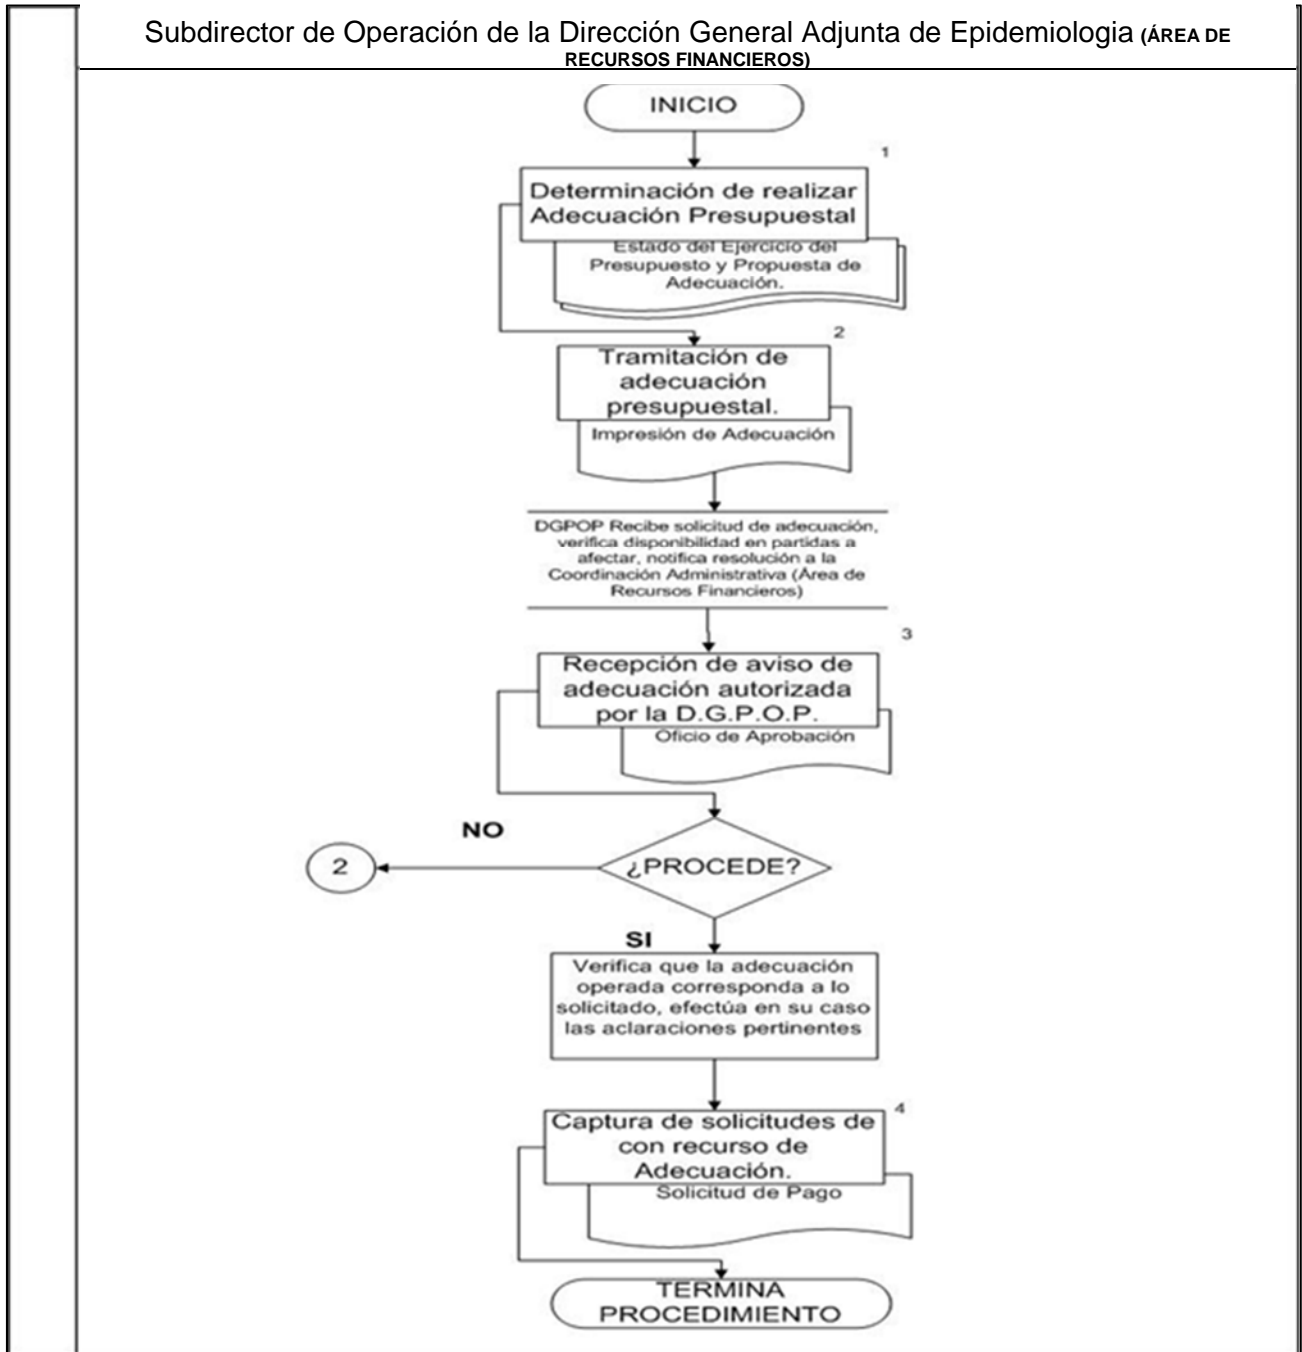 Subdirector de Operación de la Dirección General Adjunta de Epidemiologia (ÁREA DE
RECURSOS FINANCIEROS)
INICIO
1
Determinación de realizar
Adecuación Presupuestal
Estado del Ejercicio del
Presupuesto y Propuesta de
Adecuación.
2
Tramitación de
adecuación
presupuestal.
Impresión de Adecuación
DGPOP Recibe solicitud de adecuación,
verifica disponibilidad en partidas a
afectar, notifica resolución a la
Coordinación Administrativa (Área de
Recursos Financieros)
3
Recepción de aviso de
adecuación autorizada
por la D.G.P.O.P.
Oficio de Aprobación
NO
2
¿PROCEDE?
SI
Verifica que la adecuación
operada corresponda a lo
solicitado, efectúa en su caso
las aclaraciones pertinentes
4
Captura de solicitudes de
con recurso de
Adecuación.
Solicitud de Pago
TERMINA
PROCEDIMIENTO